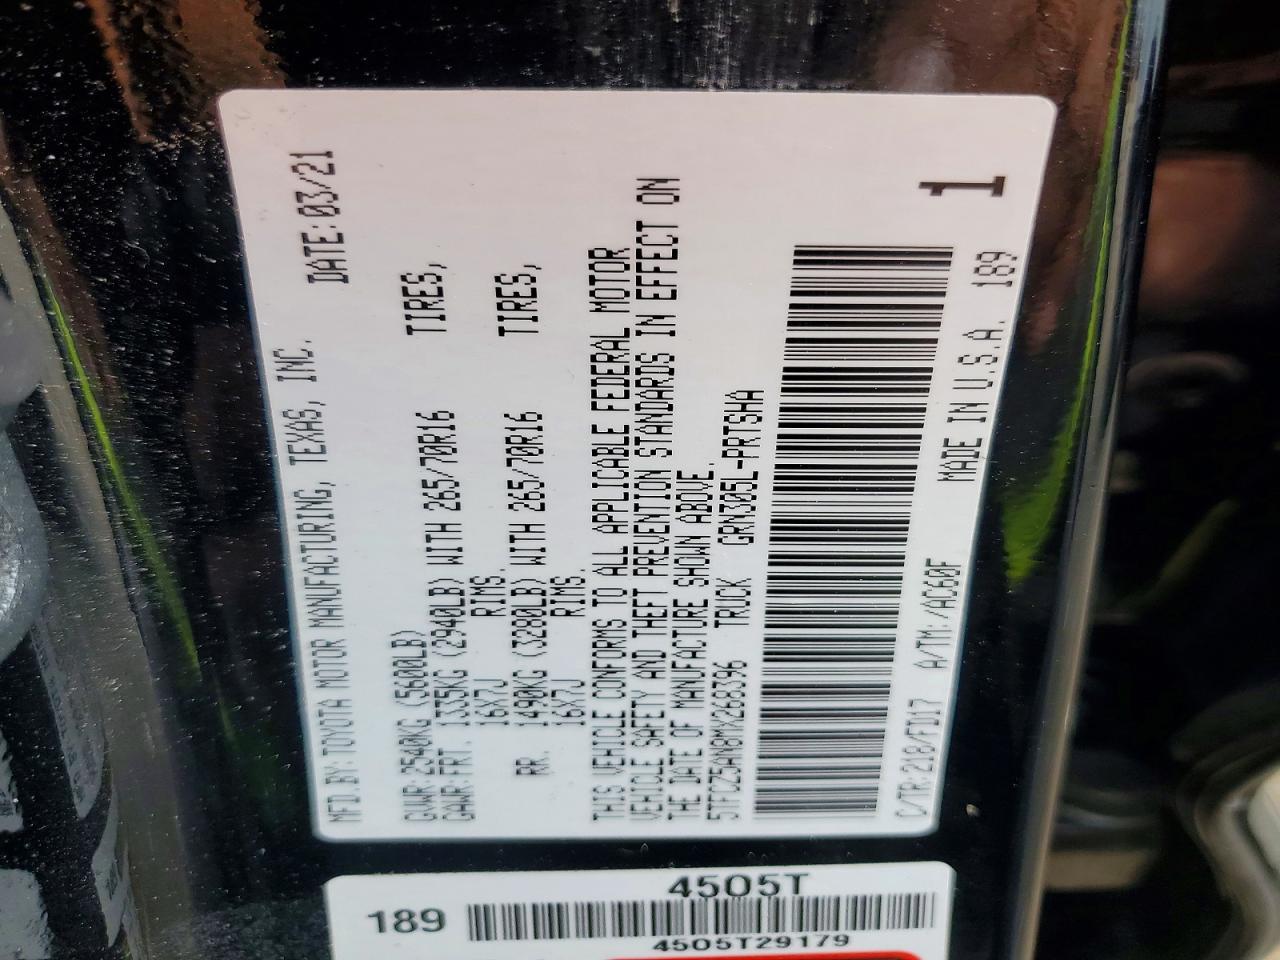 MFD.BY:TOYOTA MOTOR MANUFACTURING, TEXAS, INC.
DATE:03/21
GVWR:2540KG (5600LB)
GAWR:FRT. 1335KG (2940LB) WITH 265/70R16 TIRES,
16X7J RIMS.
RR. 1490KG (3280LB) WITH 265/70R16 TIRES,
16X7J RIMS.
THIS VEHICLE CONFORMS TO ALL APPLICABLE FEDERAL MOTOR
VEHICLE SAFETY AND THEFT PREVENTION STANDARDS IN EFFECT ON
THE DATE OF MANUFACTURE SHOWN ABOVE.
5TFCZ5AN8MX268396 TRUCK GRN305L-PRTSHA
C/TR:218/FD17 A/TM:/AC60F MADE IN U.S.A. 189
1
4505T
189
4505T29179